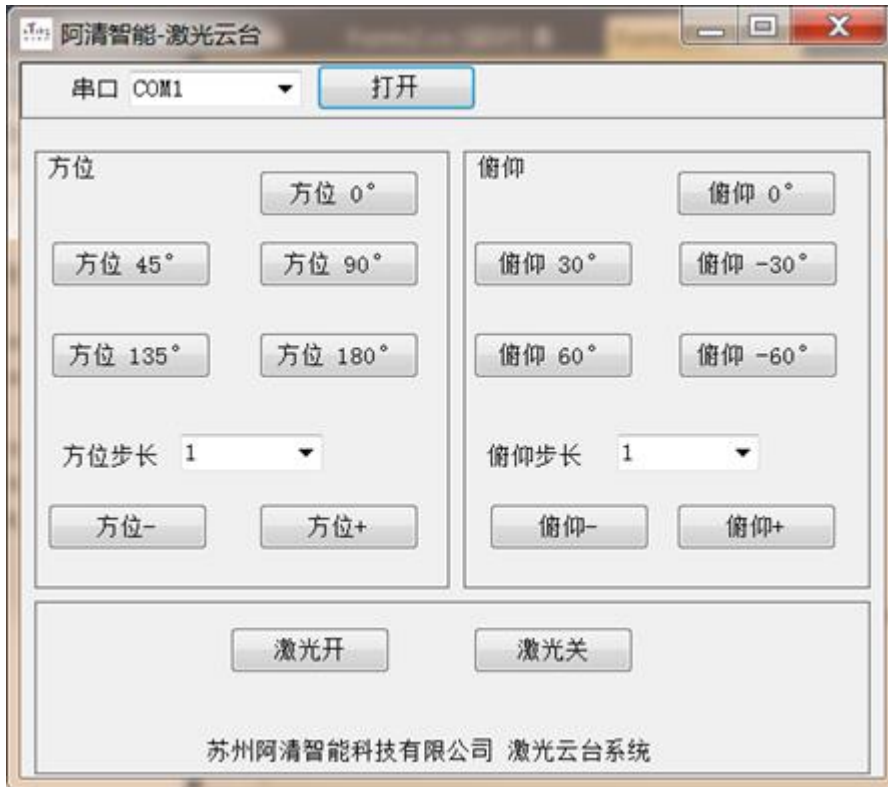 阿清智能-激光云台
串口 COM1 打开
方位
方位 0°
方位 45° 方位 90°
方位 135° 方位 180°
方位步长 1
方位- 方位+
俯仰
俯仰 0°
俯仰 30° 俯仰 -30°
俯仰 60° 俯仰 -60°
俯仰步长 1
俯仰- 俯仰+
激光开 激光关
苏州阿清智能科技有限公司 激光云台系统